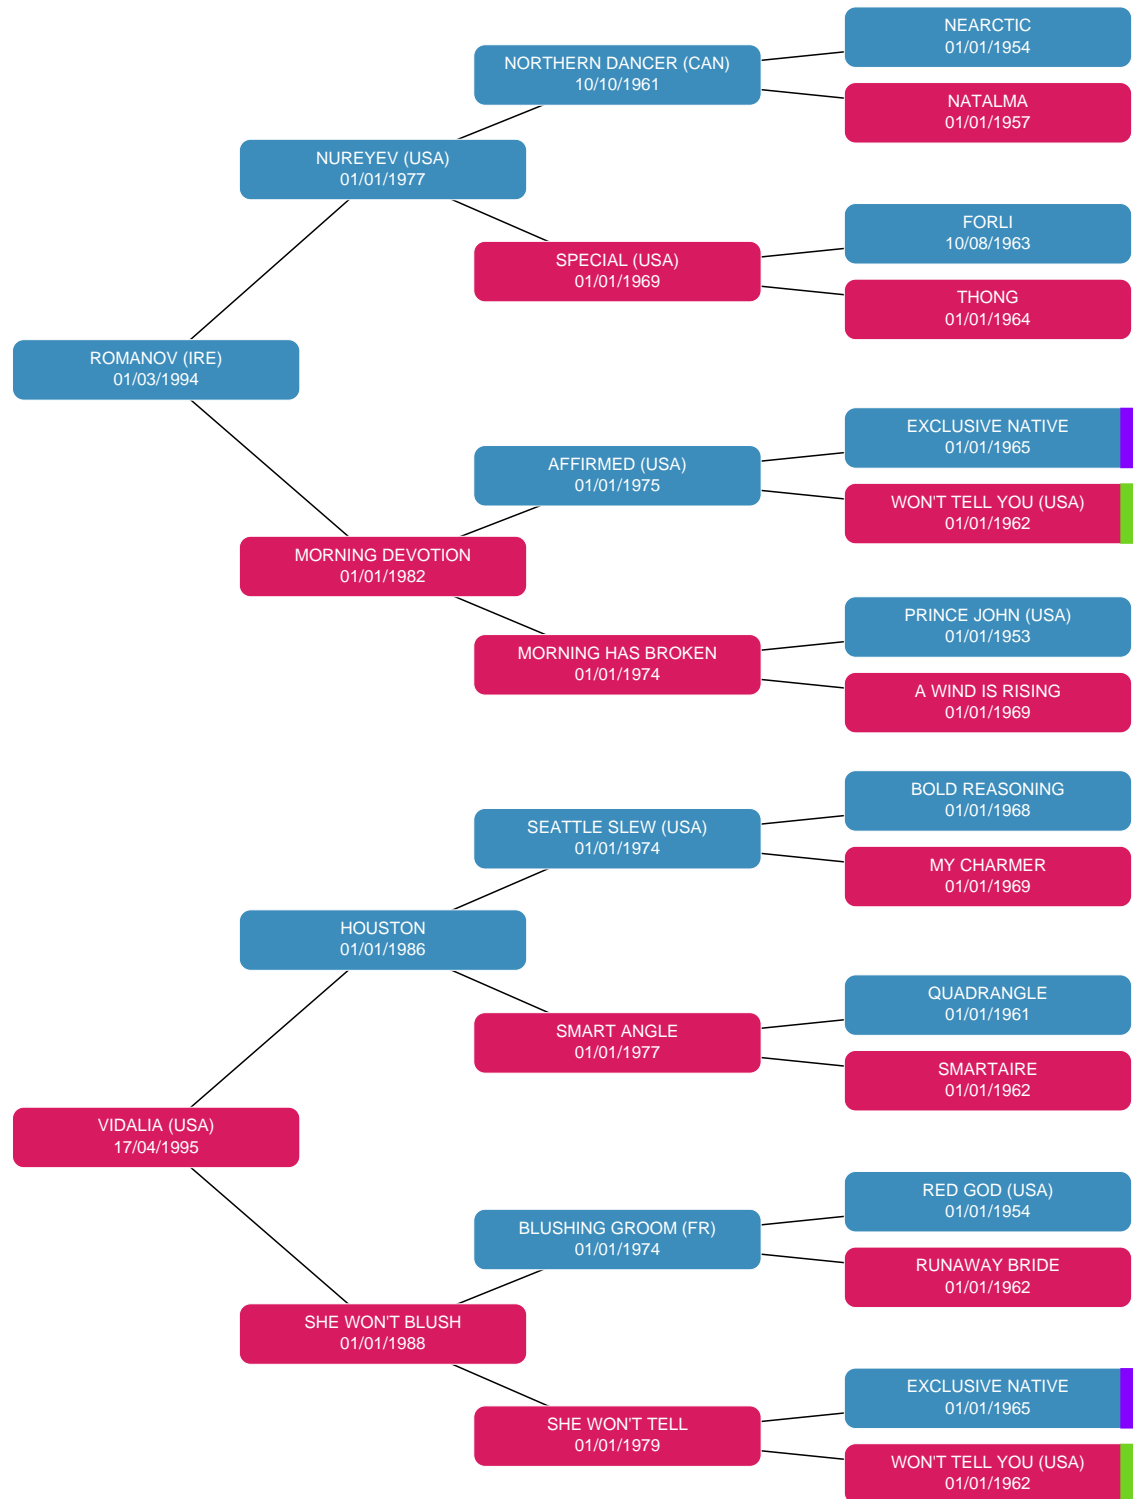 NEARCTIC
01/01/1954
NORTHERN DANCER (CAN)
10/10/1961
NATALMA
01/01/1957
NUREYEV (USA)
01/01/1977
FORLI
10/08/1963
SPECIAL (USA)
01/01/1969
THONG
01/01/1964
ROMANOV (IRE)
01/03/1994
EXCLUSIVE NATIVE
01/01/1965
AFFIRMED (USA)
01/01/1975
WON'T TELL YOU (USA)
01/01/1962
MORNING DEVOTION
01/01/1982
PRINCE JOHN (USA)
01/01/1953
MORNING HAS BROKEN
01/01/1974
A WIND IS RISING
01/01/1969
BOLD REASONING
01/01/1968
SEATTLE SLEW (USA)
01/01/1974
MY CHARMER
01/01/1969
HOUSTON
01/01/1986
QUADRANGLE
01/01/1961
SMART ANGLE
01/01/1977
SMARTAIRE
01/01/1962
VIDALIA (USA)
17/04/1995
RED GOD (USA)
01/01/1954
BLUSHING GROOM (FR)
01/01/1974
RUNAWAY BRIDE
01/01/1962
SHE WON'T BLUSH
01/01/1988
EXCLUSIVE NATIVE
01/01/1965
SHE WON'T TELL
01/01/1979
WON'T TELL YOU (USA)
01/01/1962